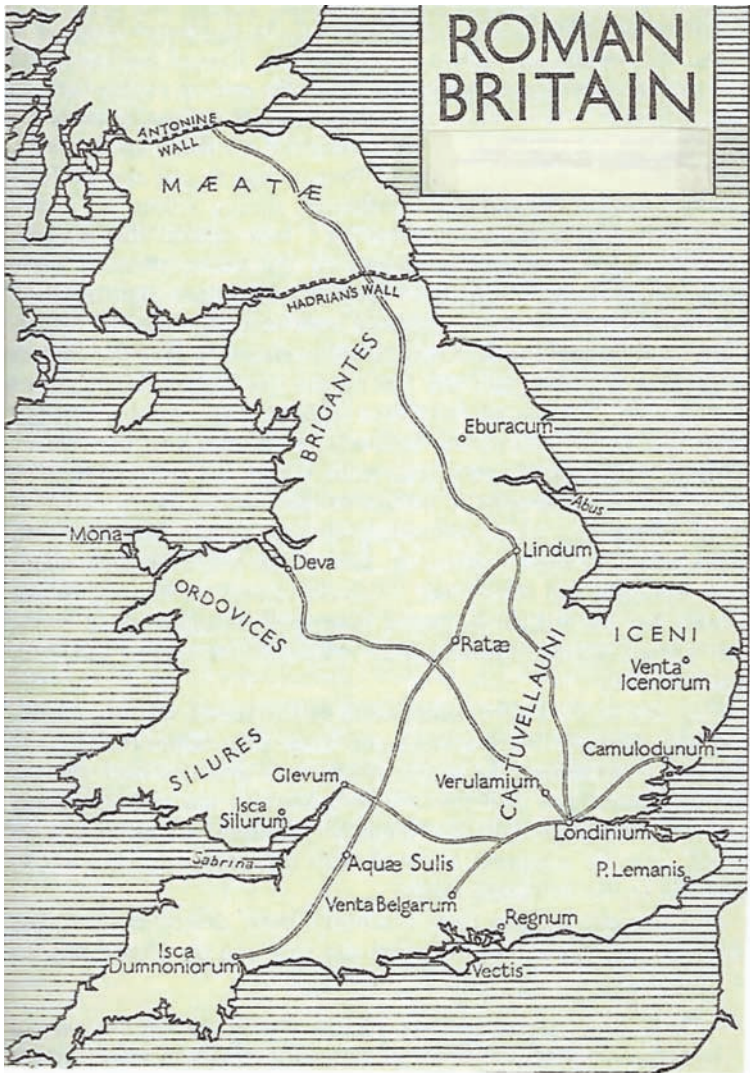 ROMAN
BRITAIN
ANTONINE
WALL
MÆATÆ
HADRIAN'S WALL
BRIGANTES
Eburacum
Abus
Mona
Deva
Lindum
ORDOVICES
ICENI
Ratæ
Venta
Icenorum
CATUVELLAUNI
SILURES
Camulodunum
Glevum
Verulamium
Isca
Silurum
Londinium
Sabrina
Aquæ Sulis
P. Lemanis
Venta Belgarum
Regnum
Isca
Dumnoniorum
Vectis